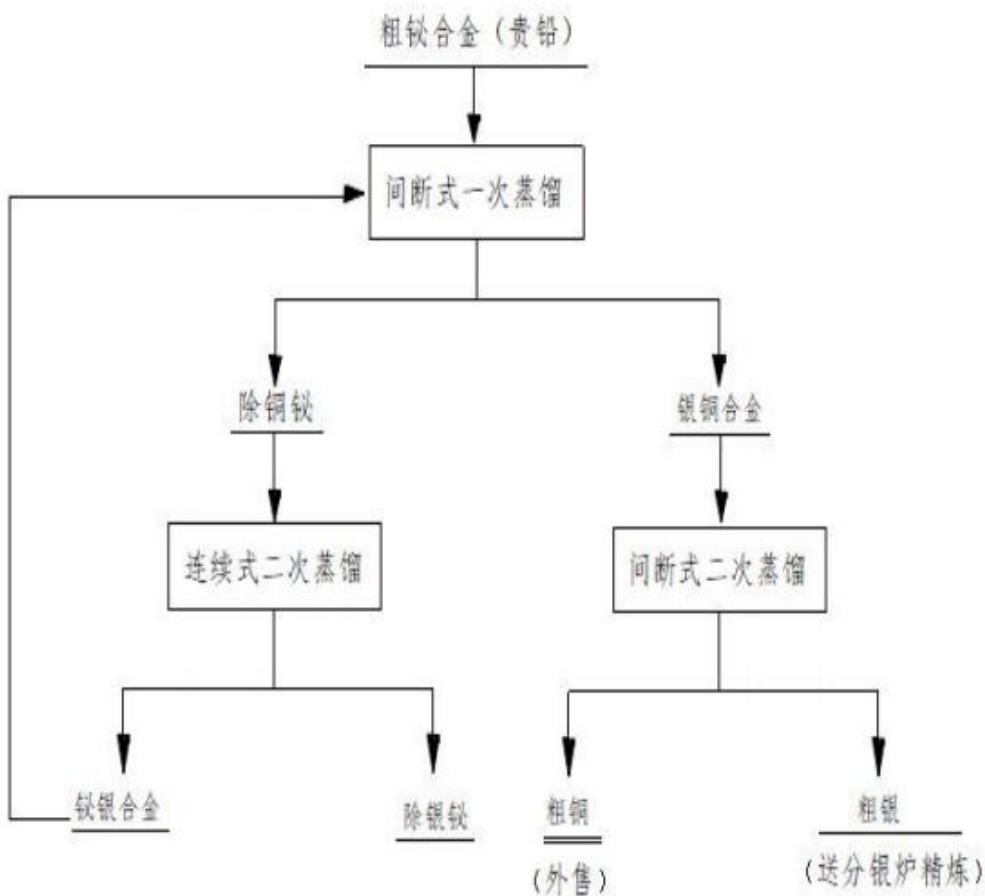 粗铋合金（贵铅）
间断式一次蒸馏
除铜铋
银铜合金
连续式二次蒸馏
间断式二次蒸馏
铋银合金
除银铋
粗铜
粗银
（外售）
（送分银炉精炼）